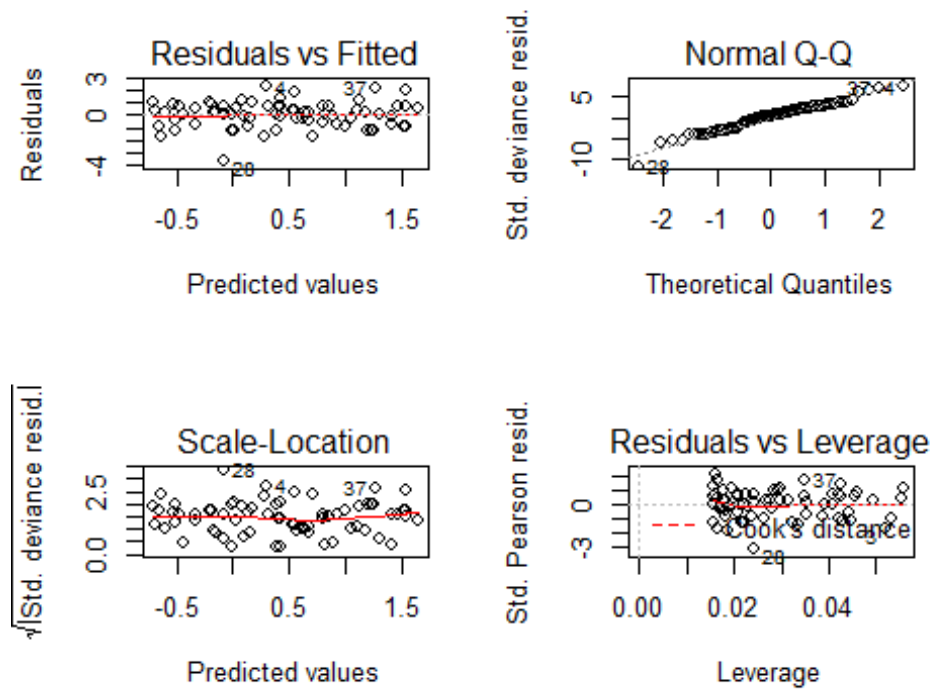 Residuals vs Fitted
Residuals
3
0
-4
4
37
28
-0.5
0.5
1.5
Predicted values
Normal Q-Q
Std. deviance resid.
5
-10
37
4
28
-2
-1
0
1
2
Theoretical Quantiles
Scale-Location
√|Std. deviance resid.|
2.5
0.0
28
4
37
-0.5
0.5
1.5
Predicted values
Residuals vs Leverage
Std. Pearson resid.
0
-3
37
Cook's distance
28
0.00
0.02
0.04
Leverage